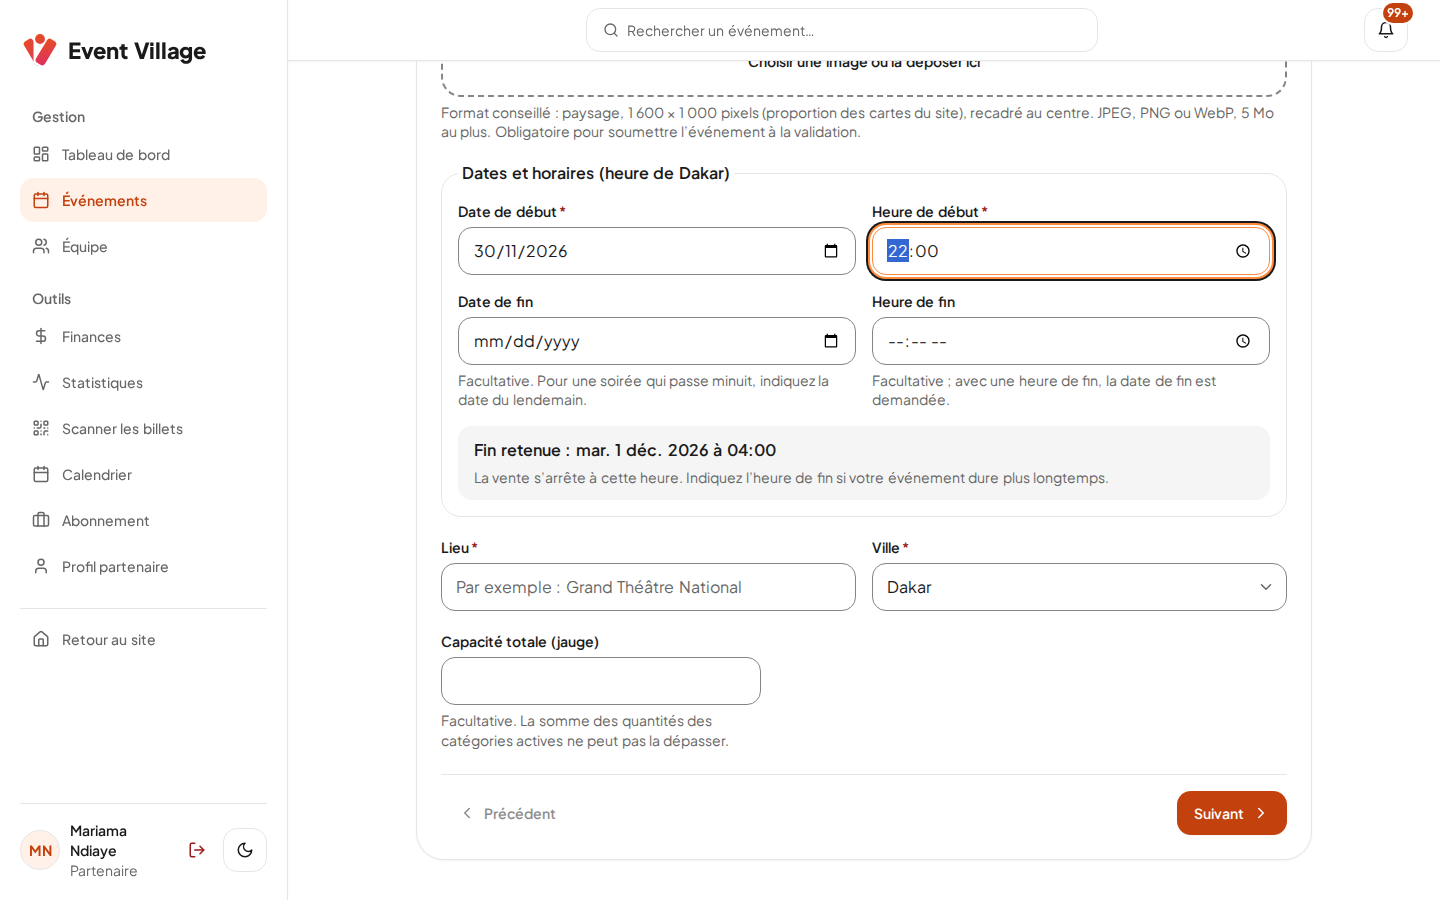 Event Village
Rechercher un événement...
99+
Gestion
Tableau de bord
Événements
Équipe
Outils
Finances
Statistiques
Scanner les billets
Calendrier
Abonnement
Profil partenaire
Retour au site
MN
Mariama
Ndiaye
Partenaire
Choisir une image ou la déposer ici
Format conseillé : paysage, 1 600 × 1 000 pixels (proportion des cartes du site), recadré au centre. JPEG, PNG ou WebP, 5 Mo
au plus. Obligatoire pour soumettre l'événement à la validation.
Dates et horaires (heure de Dakar)
Date de début *
Heure de début *
30/11/2026
22:00
Date de fin
Heure de fin
mm/dd/yyyy
--:-- --
Facultative. Pour une soirée qui passe minuit, indiquez la
date du lendemain.
Facultative ; avec une heure de fin, la date de fin est
demandée.
Fin retenue : mar. 1 déc. 2026 à 04:00
La vente s'arrête à cette heure. Indiquez l'heure de fin si votre événement dure plus longtemps.
Lieu *
Ville *
Par exemple : Grand Théâtre National
Dakar
Capacité totale (jauge)
Facultative. La somme des quantités des
catégories actives ne peut pas la dépasser.
Précédent
Suivant